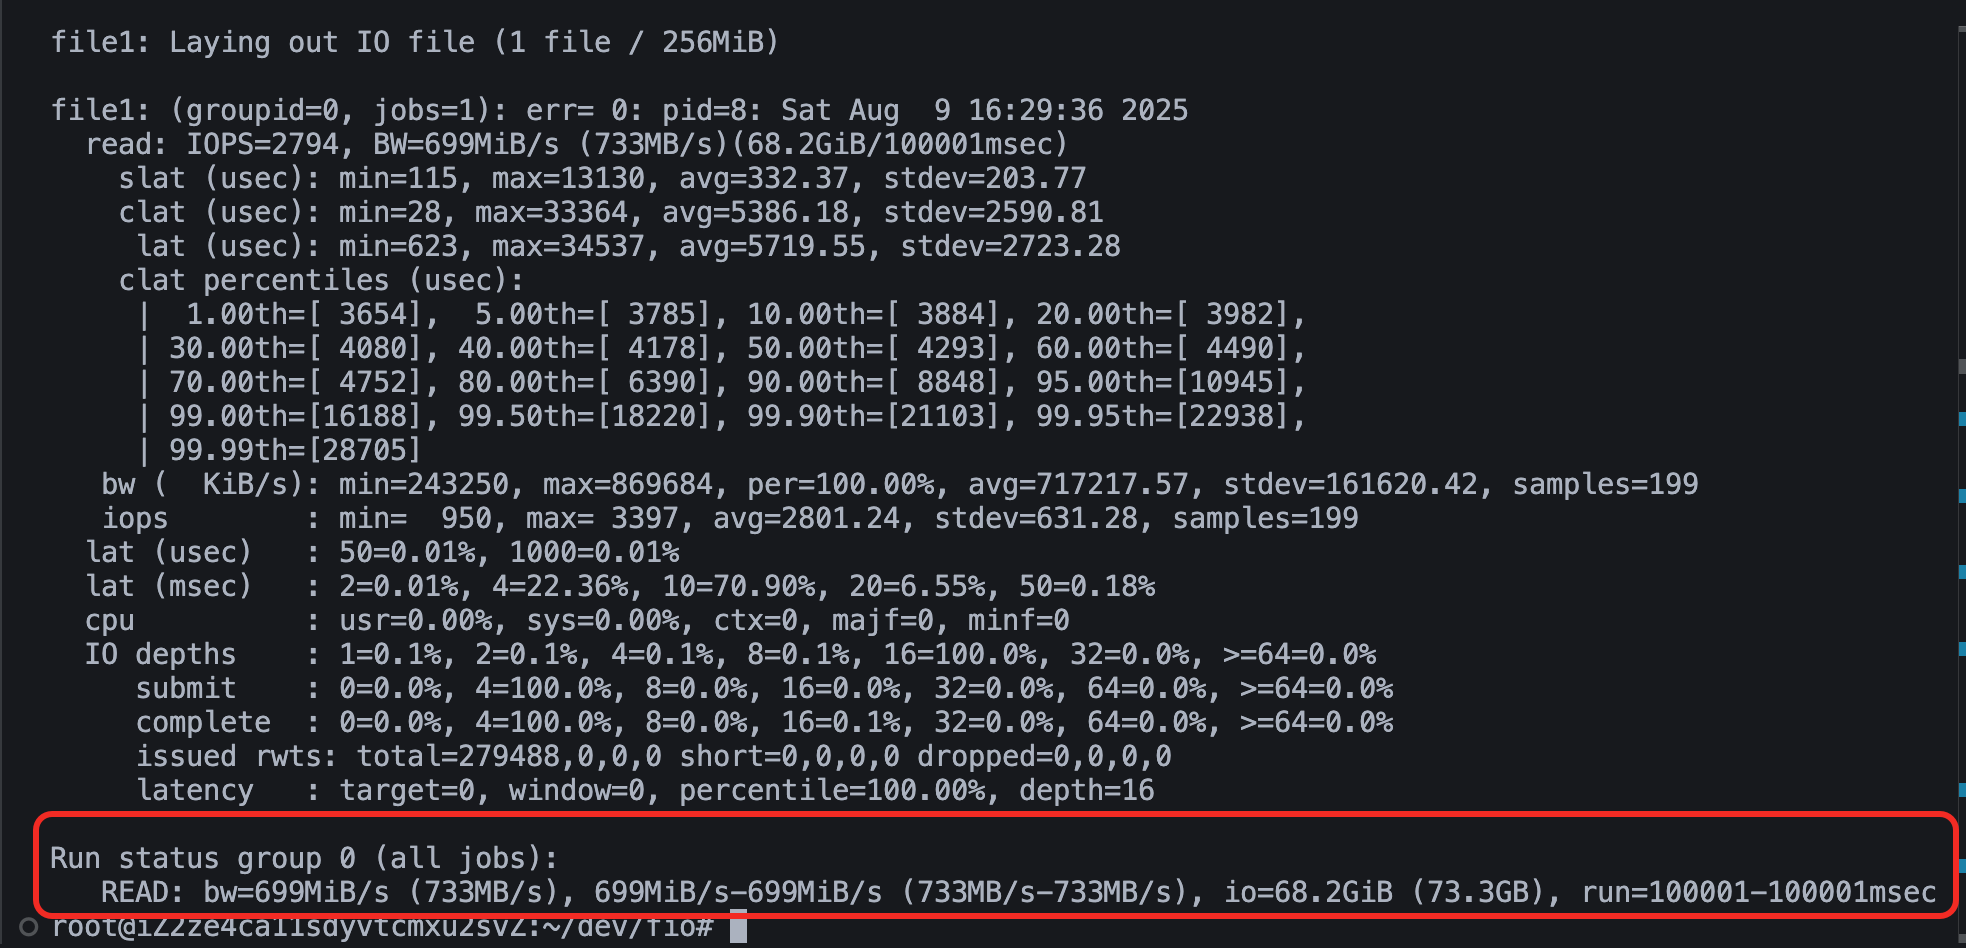 file1: Laying out IO file (1 file / 256MiB)
file1: (groupid=0, jobs=1): err= 0: pid=8: Sat Aug  9 16:29:36 2025
  read: IOPS=2794, BW=699MiB/s (733MB/s)(68.2GiB/100001msec)
    slat (usec): min=115, max=13130, avg=332.37, stdev=203.77
    clat (usec): min=28, max=33364, avg=5386.18, stdev=2590.81
     lat (usec): min=623, max=34537, avg=5719.55, stdev=2723.28
    clat percentiles (usec):
     |  1.00th=[ 3654],  5.00th=[ 3785], 10.00th=[ 3884], 20.00th=[ 3982],
     | 30.00th=[ 4080], 40.00th=[ 4178], 50.00th=[ 4293], 60.00th=[ 4490],
     | 70.00th=[ 4752], 80.00th=[ 6390], 90.00th=[ 8848], 95.00th=[10945],
     | 99.00th=[16188], 99.50th=[18220], 99.90th=[21103], 99.95th=[22938],
     | 99.99th=[28705]
   bw (  KiB/s): min=243250, max=869684, per=100.00%, avg=717217.57, stdev=161620.42, samples=199
   iops        : min=  950, max= 3397, avg=2801.24, stdev=631.28, samples=199
  lat (usec)   : 50=0.01%, 1000=0.01%
  lat (msec)   : 2=0.01%, 4=22.36%, 10=70.90%, 20=6.55%, 50=0.18%
  cpu          : usr=0.00%, sys=0.00%, ctx=0, majf=0, minf=0
  IO depths    : 1=0.1%, 2=0.1%, 4=0.1%, 8=0.1%, 16=100.0%, 32=0.0%, >=64=0.0%
     submit    : 0=0.0%, 4=100.0%, 8=0.0%, 16=0.0%, 32=0.0%, 64=0.0%, >=64=0.0%
     complete  : 0=0.0%, 4=100.0%, 8=0.0%, 16=0.1%, 32=0.0%, 64=0.0%, >=64=0.0%
     issued rwts: total=279488,0,0,0 short=0,0,0,0 dropped=0,0,0,0
     latency   : target=0, window=0, percentile=100.00%, depth=16
Run status group 0 (all jobs):
   READ: bw=699MiB/s (733MB/s), 699MiB/s-699MiB/s (733MB/s-733MB/s), io=68.2GiB (73.3GB), run=100001-100001msec
:~/dev/fio#